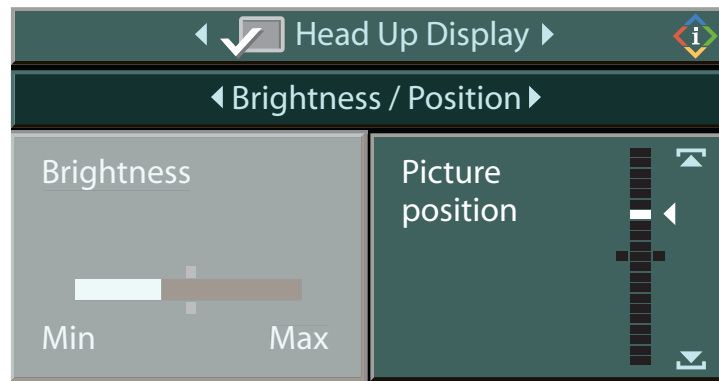 Head Up Display
i
Brightness / Position
Brightness
Min Max
Picture
position